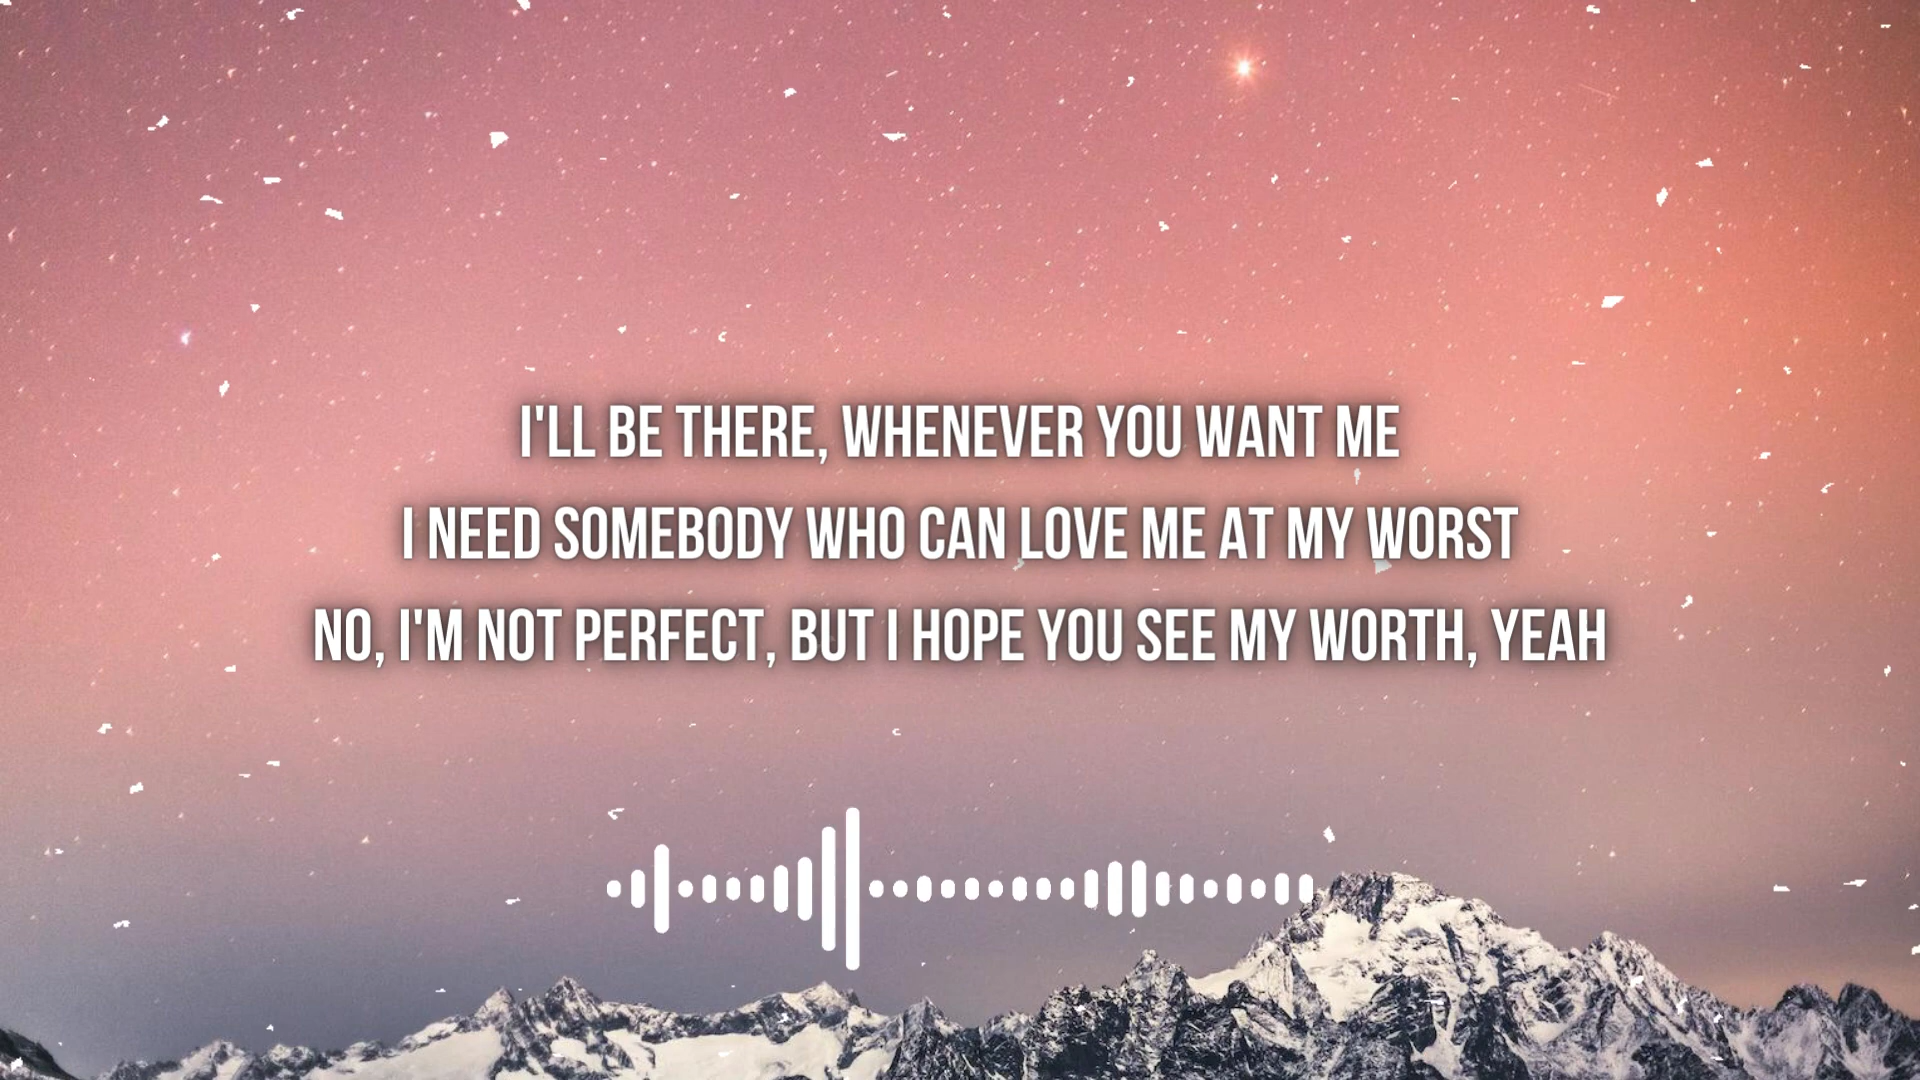 I'LL BE THERE, WHENEVER YOU WANT ME
I NEED SOMEBODY WHO CAN LOVE ME AT MY WORST
NO, I'M NOT PERFECT, BUT I HOPE YOU SEE MY WORTH, YEAH